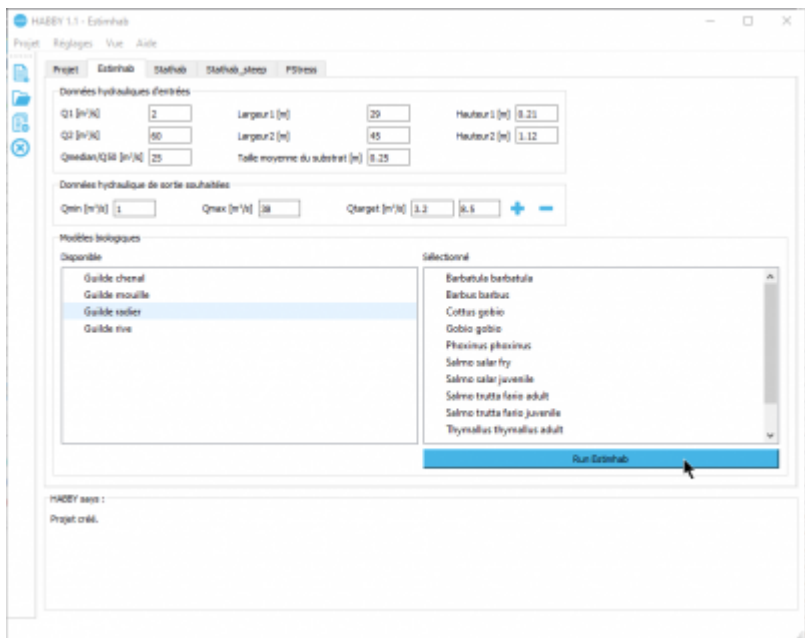 HABBY 1.1 - Estimhab
Projet Réglages Vue Aide
Projet Estimhab Stathab Stathab_steep FStress
Données hydrauliques d'entrées
Q1 [m³/s] 2 Largeur1 [m] 29 Hauteur1 [m] 0.21
Q2 [m³/s] 60 Largeur2 [m] 45 Hauteur2 [m] 1.12
Qmedian/Q50 [m³/s] 25 Taille moyenne du substrat [m] 0.25
Données hydraulique de sortie souhaitées
Qmin [m³/s] 1 Qmax [m³/s] 38 Qtarget [m³/s] 3.2 8.5
Modèles biologiques
Disponible Sélectionné
Guilde chenal
Guilde mouille
Guilde radier
Guilde rive
Barbatula barbatula
Barbus barbus
Cottus gobio
Gobio gobio
Phoxinus phoxinus
Salmo salar fry
Salmo salar juvenile
Salmo trutta fario adult
Salmo trutta fario juvenile
Thymallus thymallus adult
Run Estimhab
HABBY says :
Projet créé.